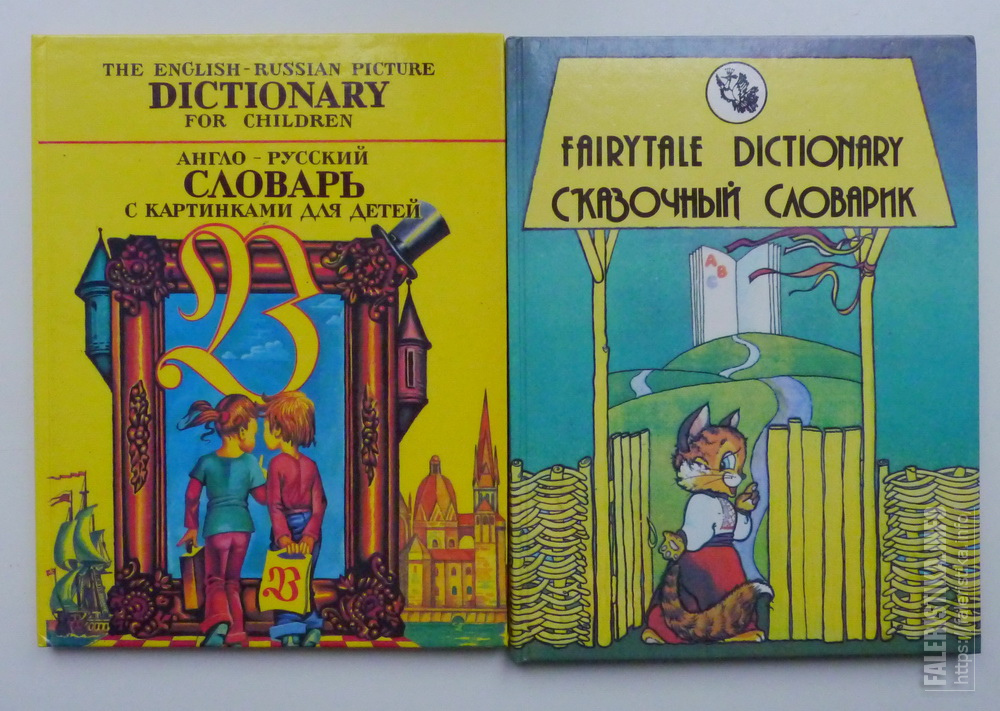 THE ENGLISH-RUSSIAN PICTURE
DICTIONARY
FOR CHILDREN
АНГЛО-РУССКИЙ
СЛОВАРЬ
С КАРТИНКАМИ ДЛЯ ДЕТЕЙ
B
B
FAIRYTALE DICTIONARY
СКАЗОЧНЫЙ СЛОВАРИК
A B
C